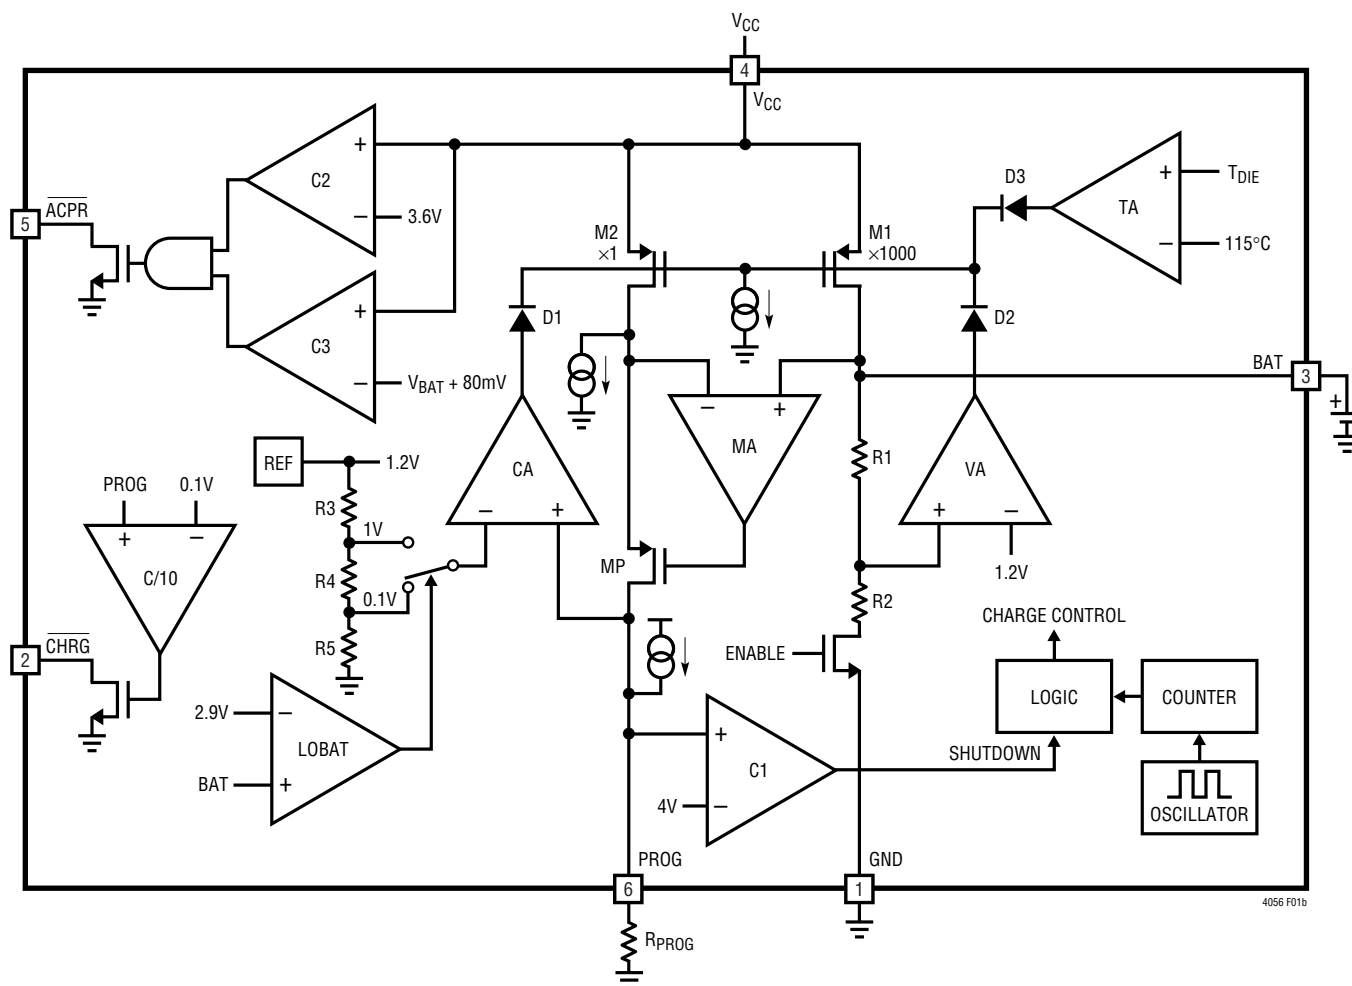 VCC
4
VCC
+
C2
−
3.6V
5
ACPR
+
C3
−
VBAT + 80mV
M2
×1
M1
×1000
D3
+
TDIE
TA
−
115°C
D1
D2
BAT
3
+
REF
1.2V
R3
1V
R4
0.1V
R5
PROG
0.1V
+
−
C/10
CA
−
+
−
+
MA
R1
VA
+
−
1.2V
MP
R2
ENABLE
2
CHRG
2.9V
−
LOBAT
BAT
+
+
C1
4V
−
CHARGE CONTROL
LOGIC
COUNTER
SHUTDOWN
OSCILLATOR
PROG
6
GND
1
RPROG
4056 F01b